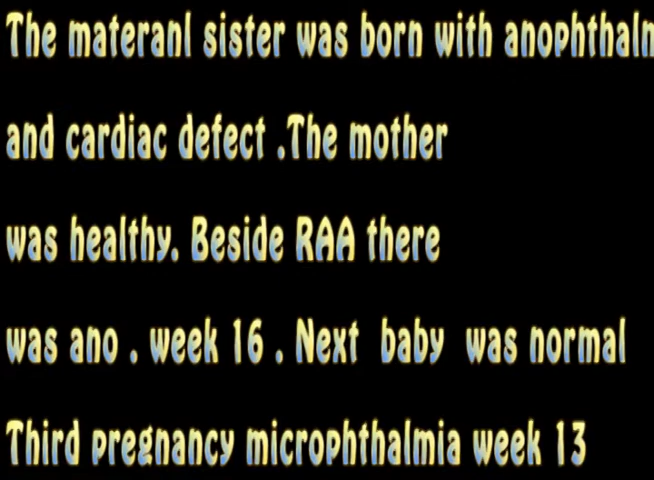 The materanl sister was born with anophthalm
and cardiac defect .The mother
was healthy. Beside RAA there
was ano . week 16 . Next baby was normal
Third pregnancy microphthalmia week 13